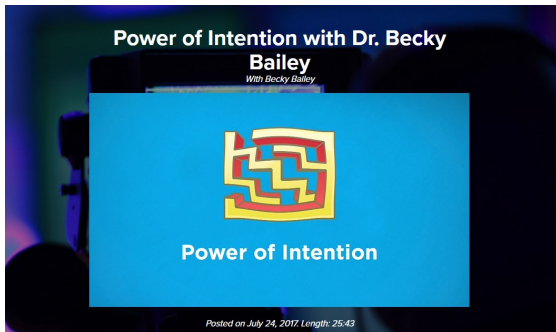 Power of Intention with Dr. Becky
Bailey
With Becky Bailey
Power of Intention
Posted on July 24, 2017. Length: 25:43